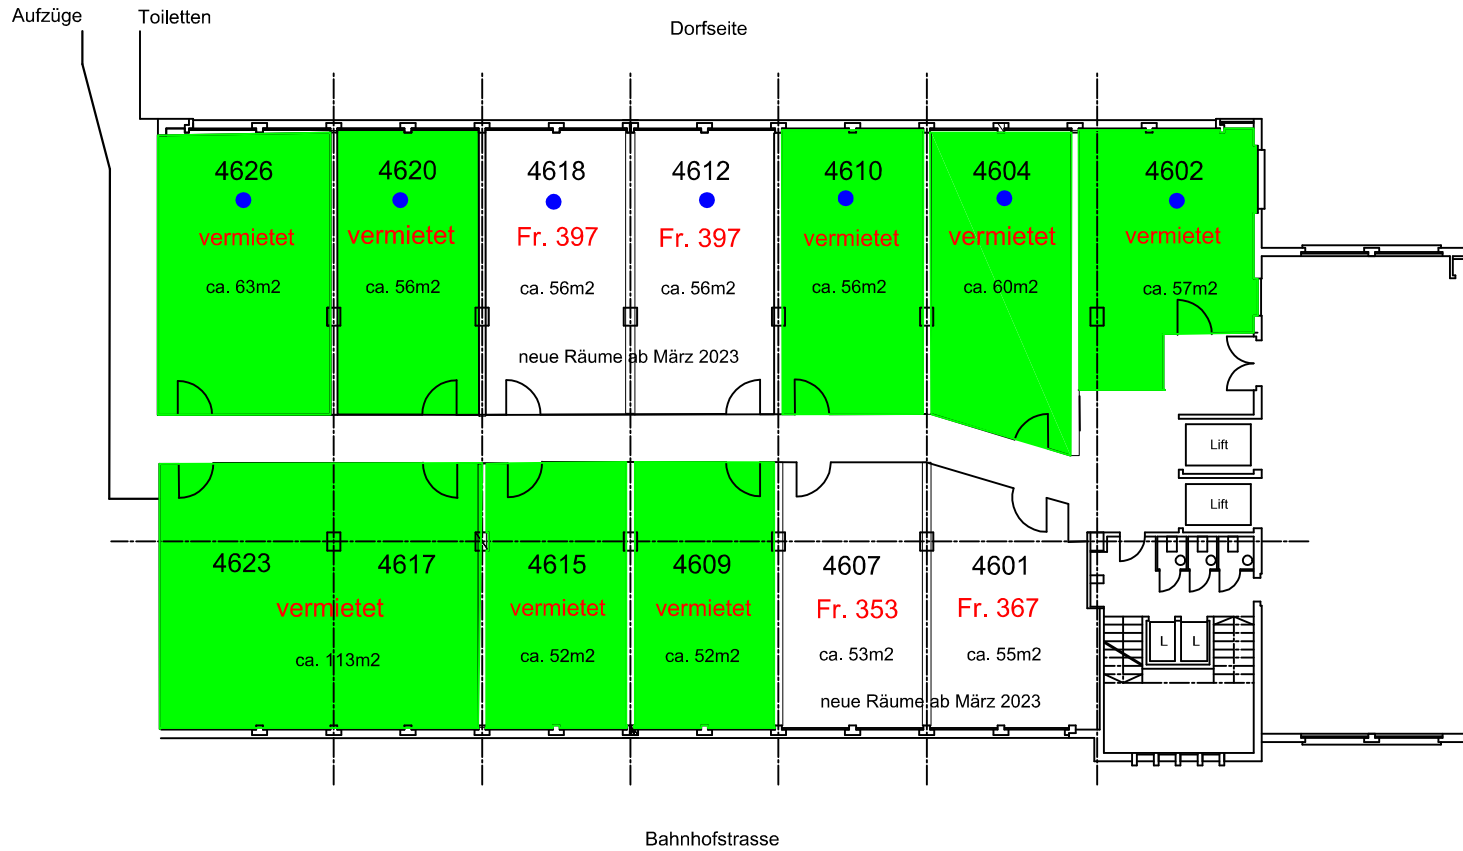 Aufzüge
Toiletten
Dorfseite
4626
4620
4618
4612
4610
4604
4602
vermietet
vermietet
Fr. 397
Fr. 397
vermietet
vermietet
vermietet
ca. 63m2
ca. 56m2
ca. 56m2
ca. 56m2
ca. 56m2
ca. 60m2
ca. 57m2
neue Räume ab März 2023
Lift
Lift
4623
4617
4615
4609
4607
4601
vermietet
vermietet
vermietet
Fr. 353
Fr. 367
ca. 113m2
ca. 52m2
ca. 52m2
ca. 53m2
ca. 55m2
L
L
neue Räume ab März 2023
Bahnhofstrasse